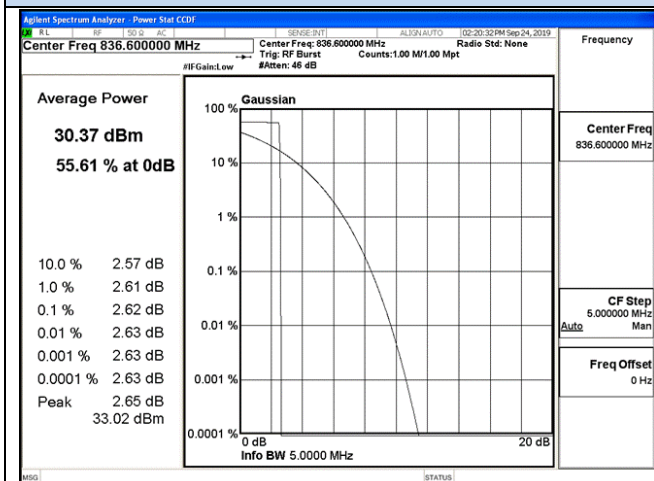 Agilent Spectrum Analyzer - Power Stat CCDF
RL RF 50 Ω AC SENSE:INT ALIGN AUTO 02:20:32 PM Sep 24, 2019
Center Freq 836.600000 MHz
Center Freq: 836.600000 MHz Radio Std: None
Trig: RF Burst Counts:1.00 M/1.00 Mpt
#IFGain:Low #Atten: 46 dB
Frequency
Average Power
30.37 dBm
55.61 % at 0dB
10.0 % 2.57 dB
1.0 % 2.61 dB
0.1 % 2.62 dB
0.01 % 2.63 dB
0.001 % 2.63 dB
0.0001 % 2.63 dB
Peak 2.65 dB
33.02 dBm
Gaussian
100 %
10 %
1 %
0.1 %
0.01 %
0.001 %
0.0001 %
0 dB 20 dB
Info BW 5.0000 MHz
Center Freq
836.600000 MHz
CF Step
5.000000 MHz
Auto Man
Freq Offset
0 Hz
MSG STATUS